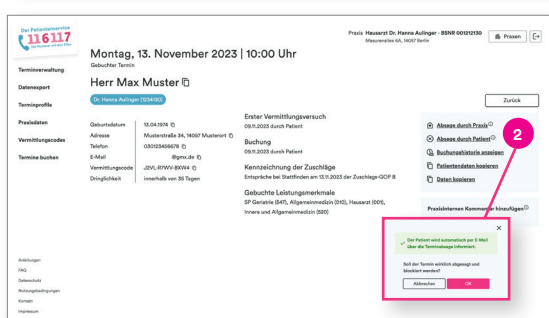 Der Patientenservice
116117
Die Nummer mit den Elfen
Praxis Hausarzt Dr. Hanna Aulinger · BSNR 001212130
Masurenallee 6A, 14057 Berlin
Praxen
Montag, 13. November 2023 | 10:00 Uhr
Gebuchter Termin
Herr Max Muster
Dr. Hanna Aulinger (1234130)
Zurück
Terminverwaltung
Datenexport
Terminprofile
Praxisdaten
Vermittlungscodes
Termine buchen
Geburtsdatum 13.04.1974
Adresse Musterstraße 34, 14057 Musterort
Telefon 030123456678
E-Mail @gmx.de
Vermittlungscode J2VL-R7WV-BXW4
Dringlichkeit innerhalb von 35 Tagen
Erster Vermittlungsversuch
09.11.2023 durch Patient
Buchung
09.11.2023 durch Patient
Kennzeichnung der Zuschläge
Entspräche bei Stattfinden am 13.11.2023 der Zuschlags-GOP B
Gebuchte Leistungsmerkmale
SP Geriatrie (547), Allgemeinmedizin (010), Hausarzt (001),
Innere und Allgemeinmedizin (520)
Absage durch Praxis
Absage durch Patient
Buchungshistorie anzeigen
Patientendaten kopieren
Daten kopieren
2
Praxisinternen Kommentar hinzufügen
Der Patient wird automatisch per E-Mail
über die Terminabsage informiert.
Soll der Termin wirklich abgesagt und
blockiert werden?
Abbrechen
OK
Anleitungen
FAQ
Datenschutz
Nutzungsbedingungen
Kontakt
Impressum